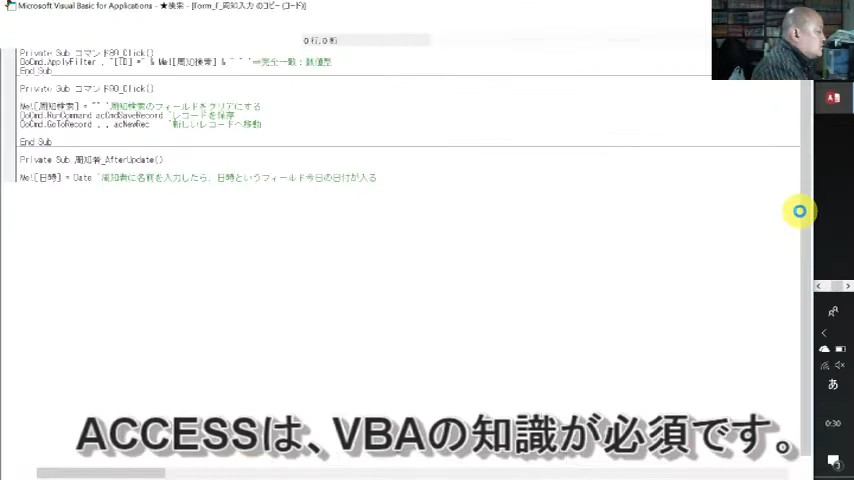 Microsoft Visual Basic for Applications - ★検索 - [Form_f_周知入力 のコピー (コード)]
0 行, 0 桁
Private Sub コマンド89_Click()
DoCmd.ApplyFilter , "[ID] =" & Me![周知検索] & " " '⇒完全一致：数値型
End Sub
Private Sub コマンド90_Click()
Me![周知検索] = "" '周知検索のフィールドをクリアにする
DoCmd.RunCommand acCmdSaveRecord 'レコードを保存
DoCmd.GoToRecord , , acNewRec '新しいレコードへ移動
End Sub
Private Sub 周知者_AfterUpdate()
Me![日時] = Date '周知者に名前を入力したら、日時というフィールド今日の日付が入る
あ
0:30
3
ACCESSは、VBAの知識が必須です。